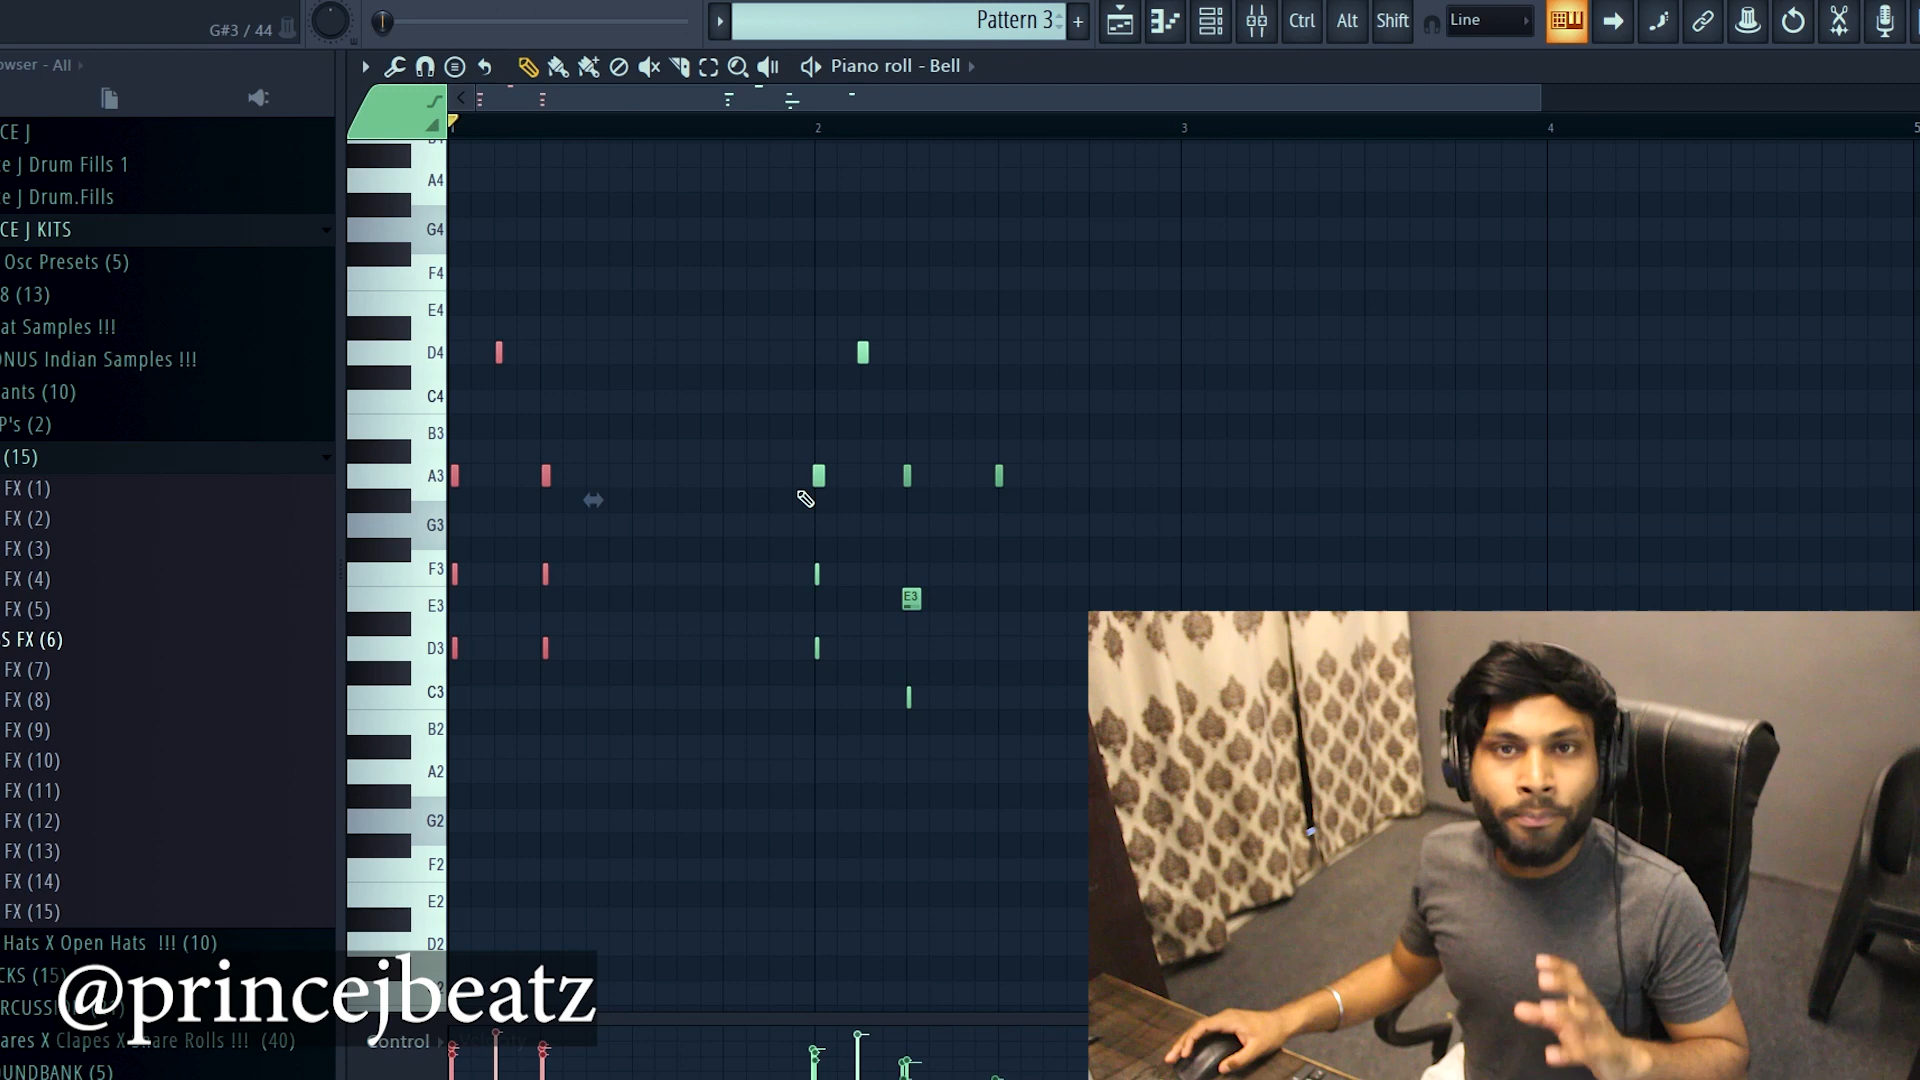 G#3 / 44
Pattern 3
Ctrl
Alt
Shift
Line
owser - All
Piano roll - Bell
2
3
4
5
CE J
e J Drum Fills 1
e J Drum.Fills
CE J KITS
Osc Presets (5)
8 (13)
at Samples !!!
ONUS Indian Samples !!!
ants (10)
P's (2)
(15)
FX (1)
FX (2)
FX (3)
FX (4)
FX (5)
S FX (6)
FX (7)
FX (8)
FX (9)
FX (10)
FX (11)
FX (12)
FX (13)
FX (14)
FX (15)
Hats X Open Hats !!! (10)
CKS (15)
ares X Clapes X Snare Rolls !!! (40)
OUNDBANK (5)
A4
G4
F4
E4
D4
C4
B3
A3
G3
F3
E3
D3
C3
B2
A2
G2
F2
E2
D2
E3
@princejbeatz
Control